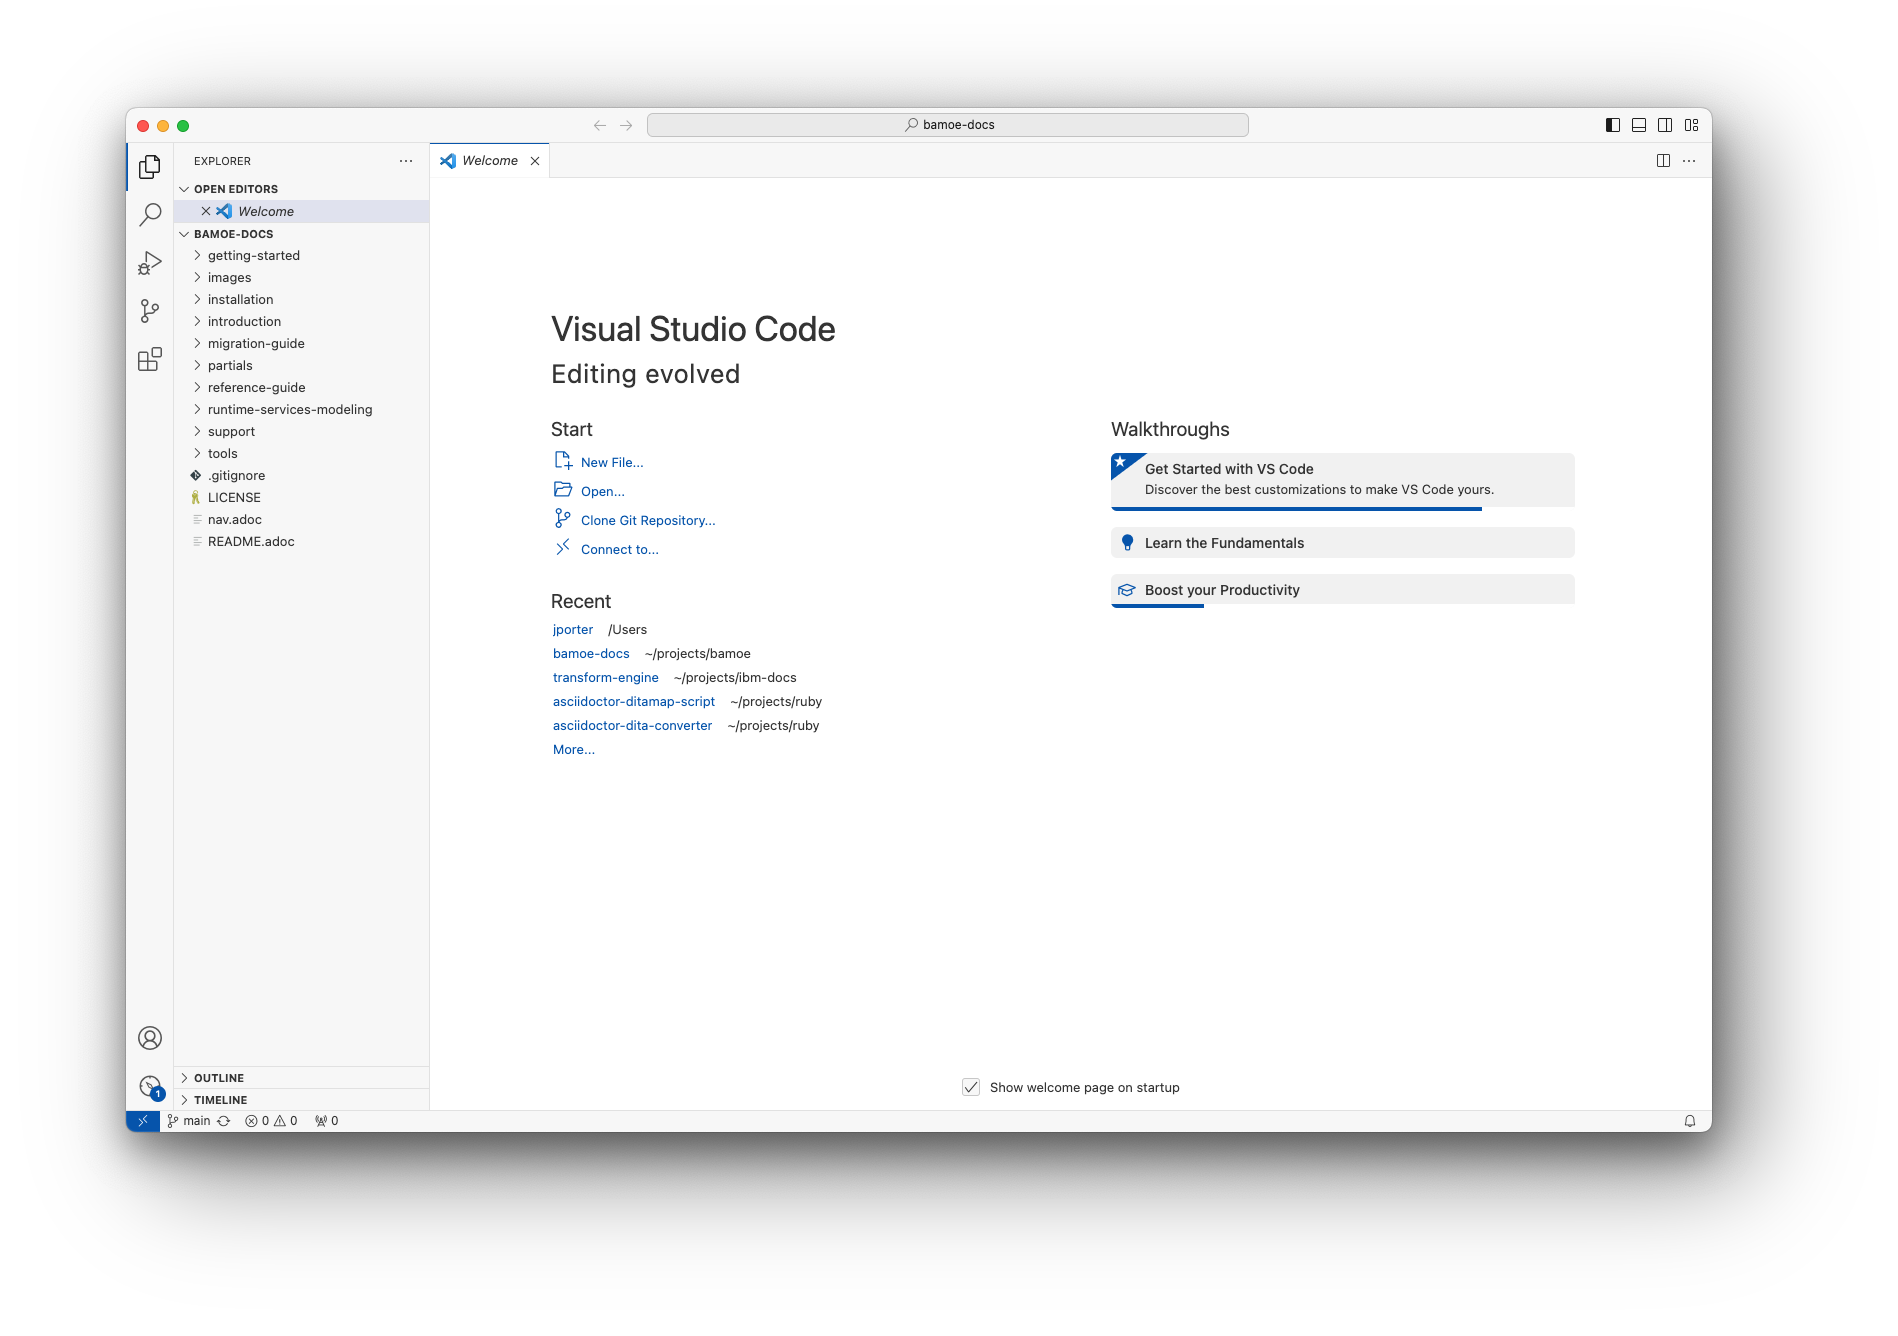 bamoe-docs
EXPLORER
Welcome
OPEN EDITORS
Welcome
BAMOE-DOCS
getting-started
images
installation
introduction
migration-guide
partials
reference-guide
runtime-services-modeling
support
tools
.gitignore
LICENSE
nav.adoc
README.adoc
OUTLINE
TIMELINE
Visual Studio Code
Editing evolved
Start
New File...
Open...
Clone Git Repository...
Connect to...
Recent
jporter /Users
bamoe-docs ~/projects/bamoe
transform-engine ~/projects/ibm-docs
asciidoctor-ditamap-script ~/projects/ruby
asciidoctor-dita-converter ~/projects/ruby
More...
Walkthroughs
Get Started with VS Code
Discover the best customizations to make VS Code yours.
Learn the Fundamentals
Boost your Productivity
Show welcome page on startup
1
main 0 0 0